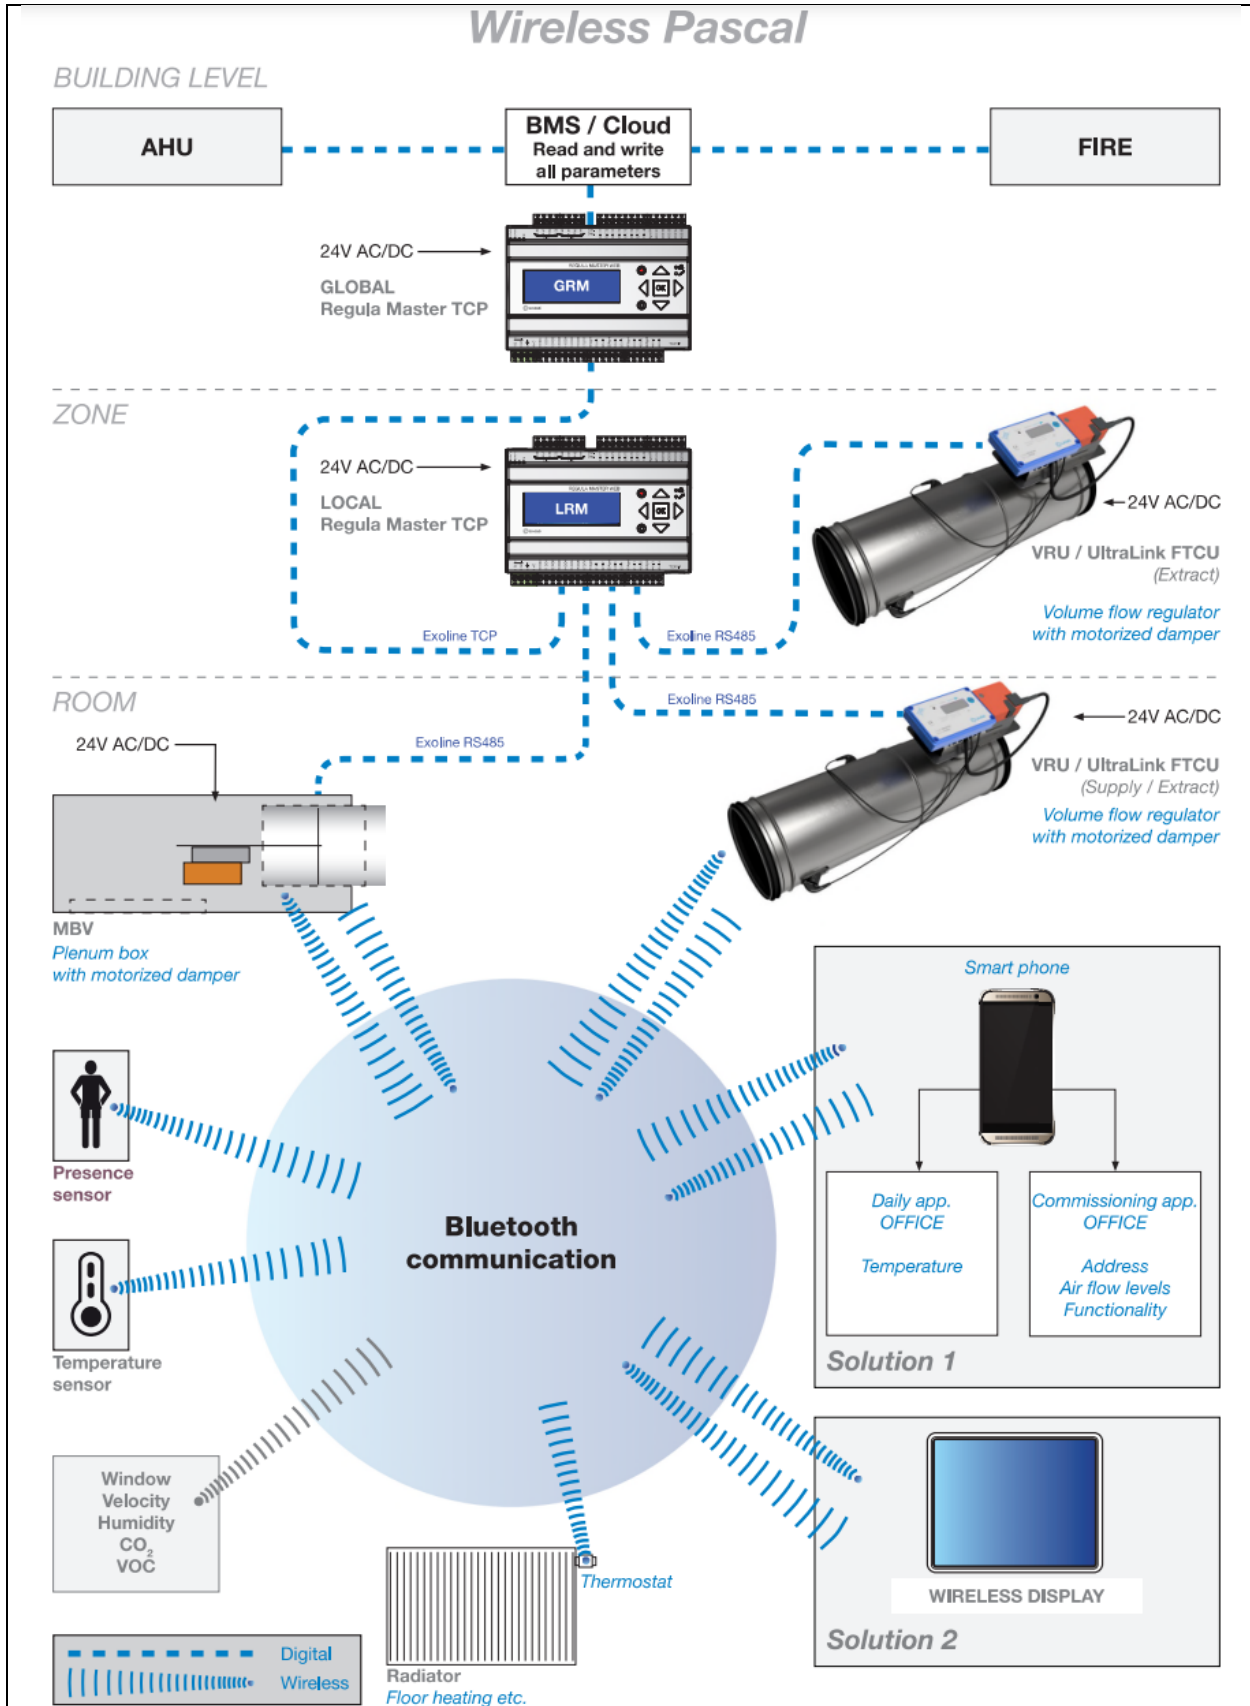 Wireless Pascal
BUILDING LEVEL
AHU
BMS / Cloud
Read and write
all parameters
FIRE
24V AC/DC
GLOBAL
Regula Master TCP
GRM
OK
ZONE
24V AC/DC
LOCAL
Regula Master TCP
LRM
OK
24V AC/DC
VRU / UltraLink FTCU
(Extract)
Volume flow regulator
with motorized damper
Exoline TCP
Exoline RS485
ROOM
Exoline RS485
24V AC/DC
24V AC/DC
Exoline RS485
VRU / UltraLink FTCU
(Supply / Extract)
Volume flow regulator
with motorized damper
MBV
Plenum box
with motorized damper
Smart phone
Presence
sensor
Daily app.
OFFICE
Temperature
Commissioning app.
OFFICE
Address
Air flow levels
Functionality
Bluetooth
communication
Solution 1
Temperature
sensor
Window
Velocity
Humidity
CO₂
VOC
Thermostat
WIRELESS DISPLAY
Solution 2
Digital
Wireless
Radiator
Floor heating etc.